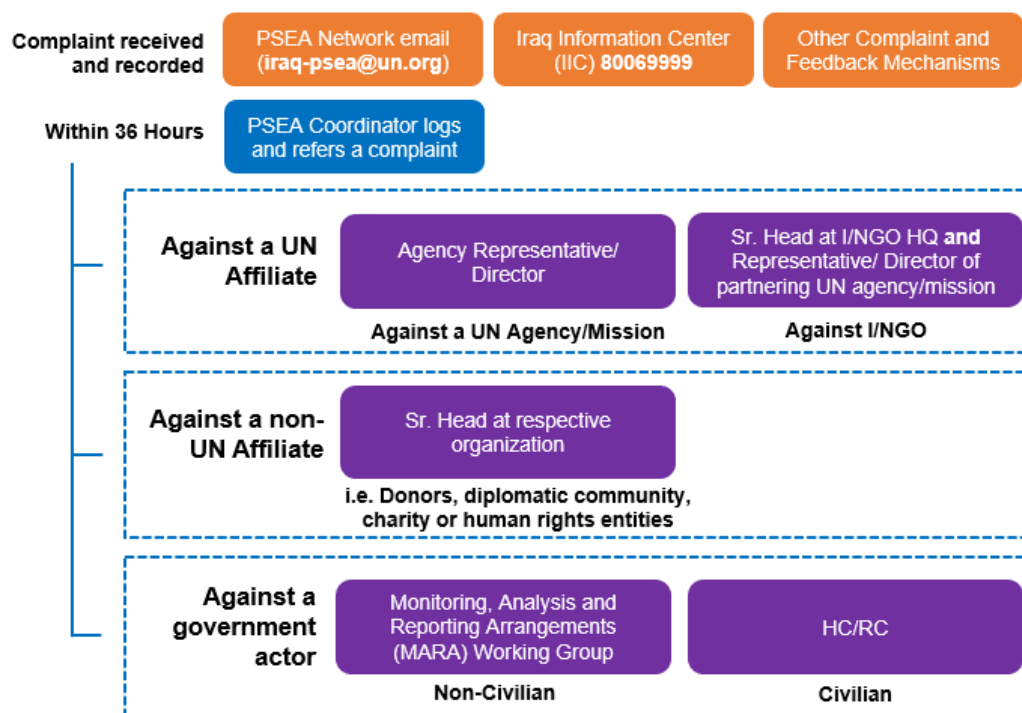 Complaint received
and recorded
PSEA Network email
(iraq-psea@un.org)
Iraq Information Center
(IIC) 80069999
Other Complaint and
Feedback Mechanisms
Within 36 Hours
PSEA Coordinator logs
and refers a complaint
Against a UN
Affiliate
Agency Representative/
Director
Against a UN Agency/Mission
Sr. Head at I/NGO HQ and
Representative/ Director of
partnering UN agency/mission
Against I/NGO
Against a non-
UN Affiliate
Sr. Head at respective
organization
i.e. Donors, diplomatic community,
charity or human rights entities
Against a
government
actor
Monitoring, Analysis and
Reporting Arrangements
(MARA) Working Group
Non-Civilian
HC/RC
Civilian